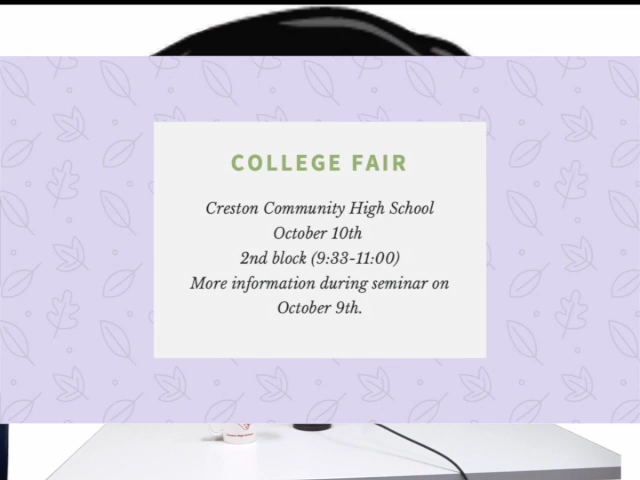 COLLEGE FAIR
Creston Community High School
October 10th
2nd block (9:33-11:00)
More information during seminar on
October 9th.